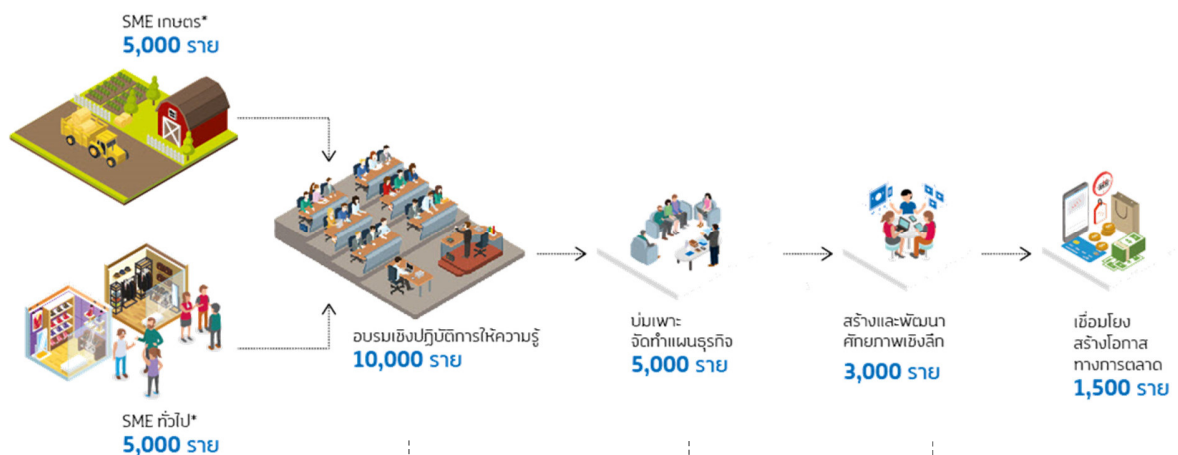 SME เกษตร*
5,000 ราย
SME ทั่วไป*
5,000 ราย
อบรมเชิงปฏิบัติการให้ความรู้
10,000 ราย
บ่มเพาะ
จัดทำแผนธุรกิจ
5,000 ราย
สร้างและพัฒนา
ศักยภาพเชิงลึก
3,000 ราย
เชื่อมโยง
สร้างโอกาส
ทางการตลาด
1,500 ราย